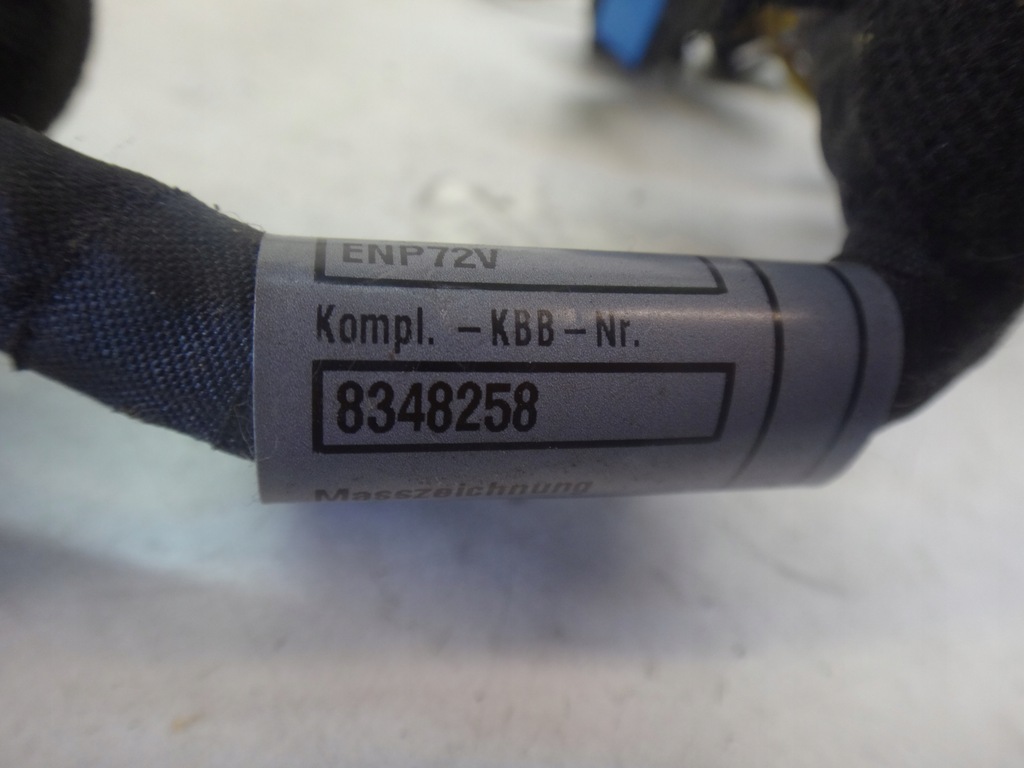 ENP72V
Kompl. – KBB – Nr.
8348258
Masszeichnung